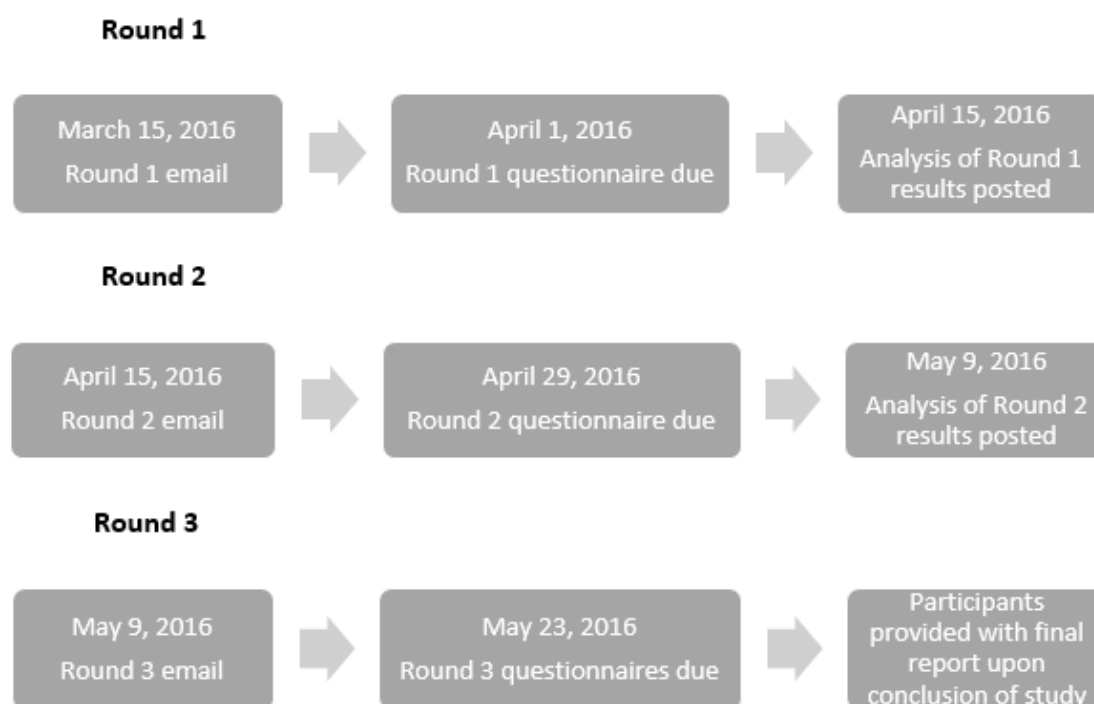 Round 1
March 15, 2016
Round 1 email
April 1, 2016
Round 1 questionnaire due
April 15, 2016
Analysis of Round 1
results posted
Round 2
April 15, 2016
Round 2 email
April 29, 2016
Round 2 questionnaire due
May 9, 2016
Analysis of Round 2
results posted
Round 3
May 9, 2016
Round 3 email
May 23, 2016
Round 3 questionnaires due
Participants
provided with final
report upon
conclusion of study